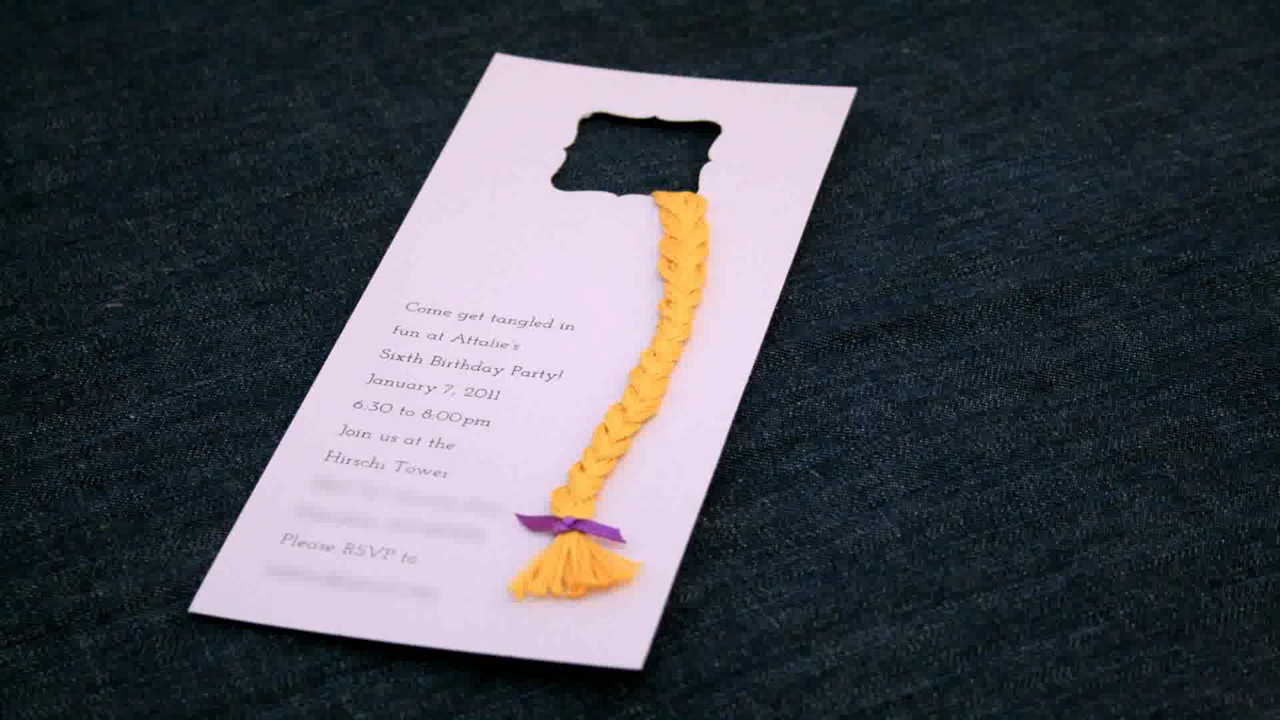 Come get tangled in
fun at Attalie's
Sixth Birthday Party!
January 7, 2011
6:30 to 8:00pm
Join us at the
Hirschi Tower
Please RSVP to